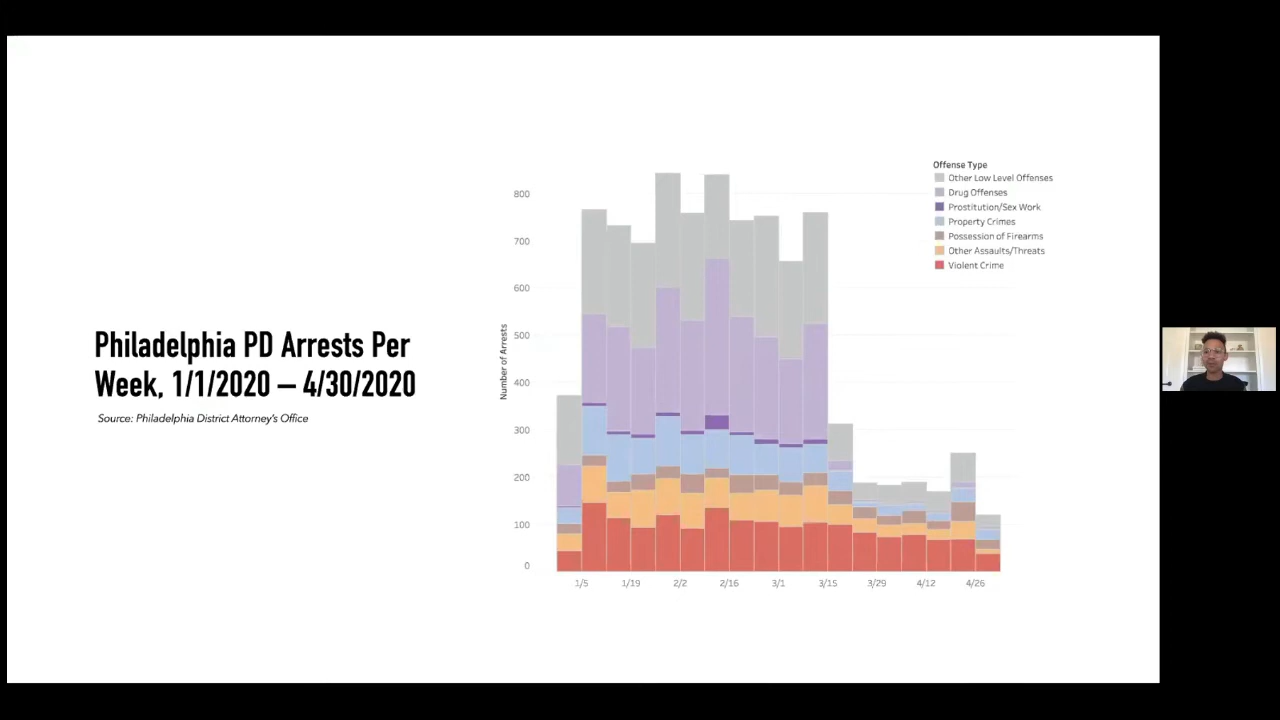 Philadelphia PD Arrests Per
Week, 1/1/2020 – 4/30/2020
Source: Philadelphia District Attorney's Office
Number of Arrests
800
700
600
500
400
300
200
100
0
1/5
1/19
2/2
2/16
3/1
3/15
3/29
4/12
4/26
Offense Type
Other Low Level Offenses
Drug Offenses
Prostitution/Sex Work
Property Crimes
Possession of Firearms
Other Assaults/Threats
Violent Crime